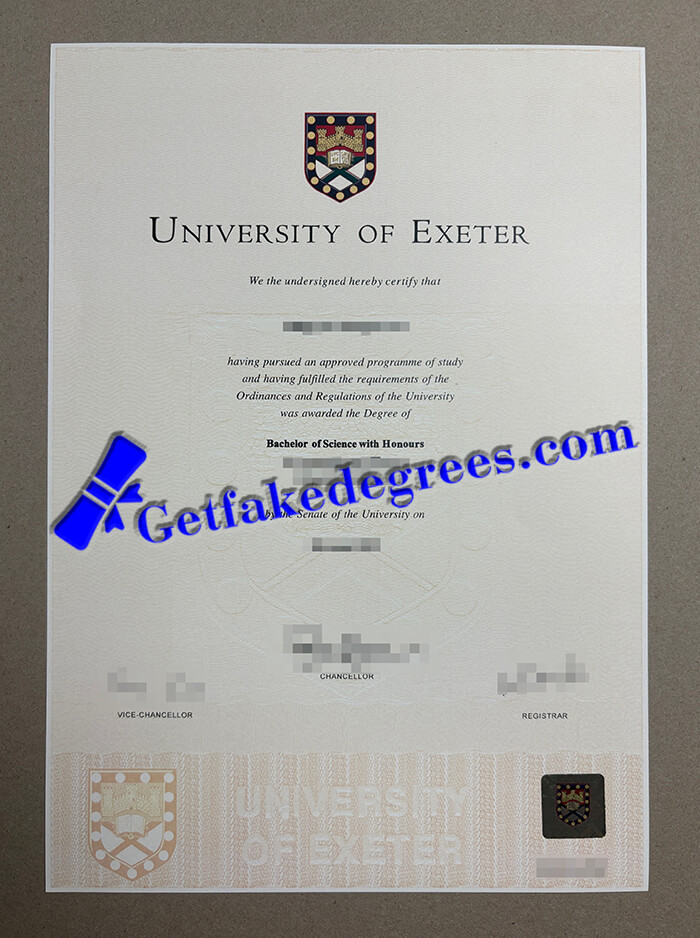 UNIVERSITY OF EXETER
We the undersigned hereby certify that
having pursued an approved programme of study
and having fulfilled the requirements of the
Ordinances and Regulations of the University
was awarded the Degree of
Bachelor of Science with Honours
Getfakedegrees.com
by the Senate of the University on
CHANCELLOR
VICE-CHANCELLOR
REGISTRAR
UNIVERSITY
OF EXETER